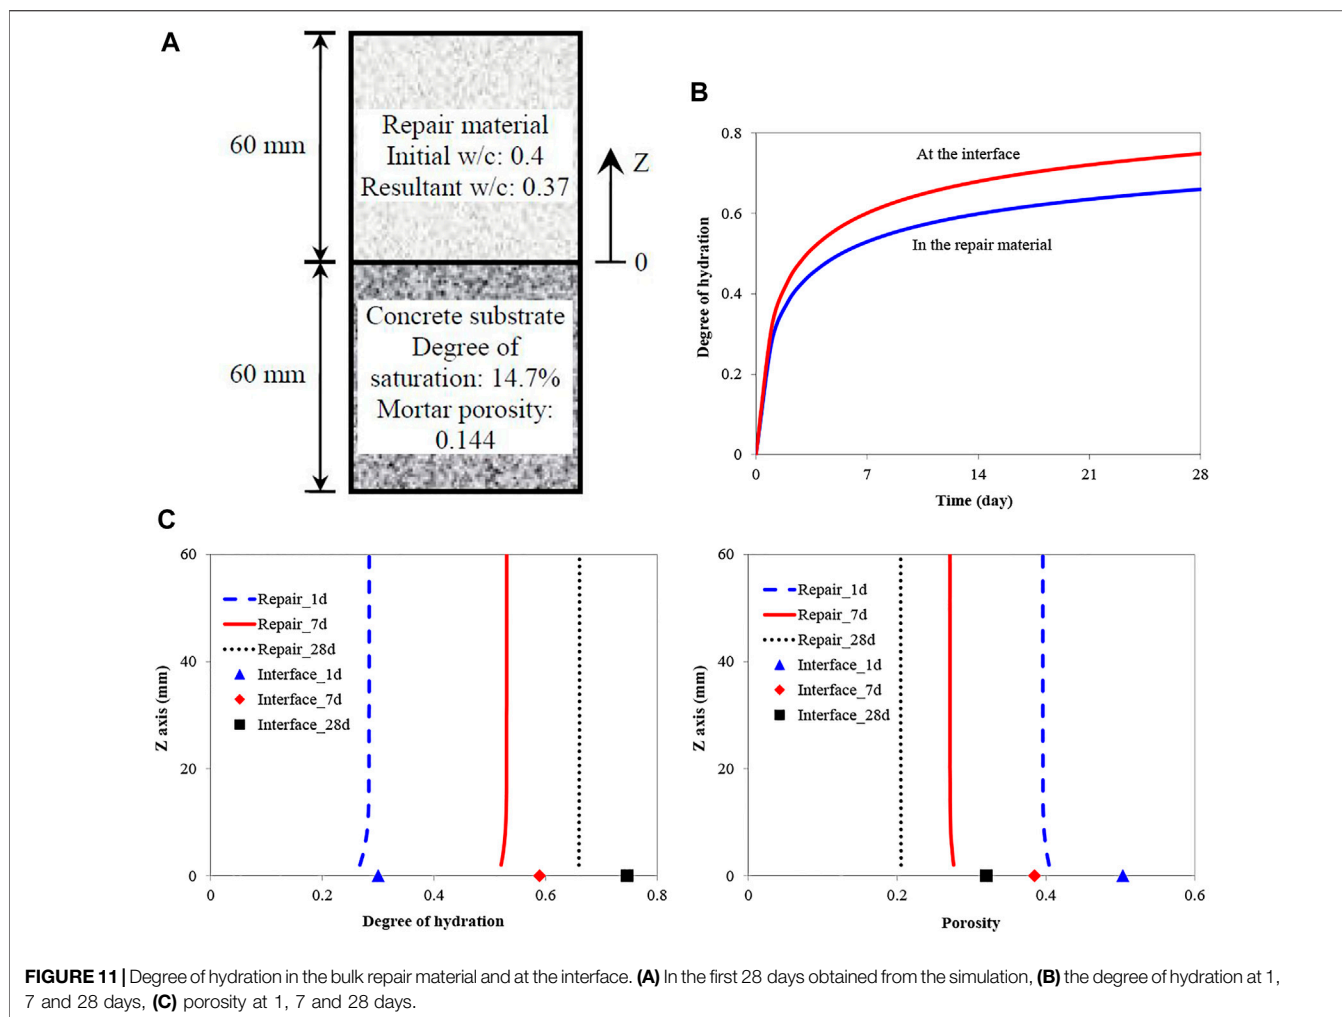 A
60 mm
Repair material
Initial w/c: 0.4
Resultant w/c: 0.37
Z
0
60 mm
Concrete substrate
Degree of
saturation: 14.7%
Mortar porosity:
0.144
B
Degree of hydration
0.8
0.6
0.4
0.2
0
At the interface
In the repair material
0 7 14 21 28
Time (day)
C
Z axis (mm)
60
40
20
0
Repair_1d
Repair_7d
Repair_28d
Interface_1d
Interface_7d
Interface_28d
0 0.2 0.4 0.6 0.8
Degree of hydration
Z axis (mm)
60
40
20
0
Repair_1d
Repair_7d
Repair_28d
Interface_1d
Interface_7d
Interface_28d
0 0.2 0.4 0.6
Porosity
FIGURE 11 | Degree of hydration in the bulk repair material and at the interface. (A) In the first 28 days obtained from the simulation, (B) the degree of hydration at 1,
7 and 28 days, (C) porosity at 1, 7 and 28 days.